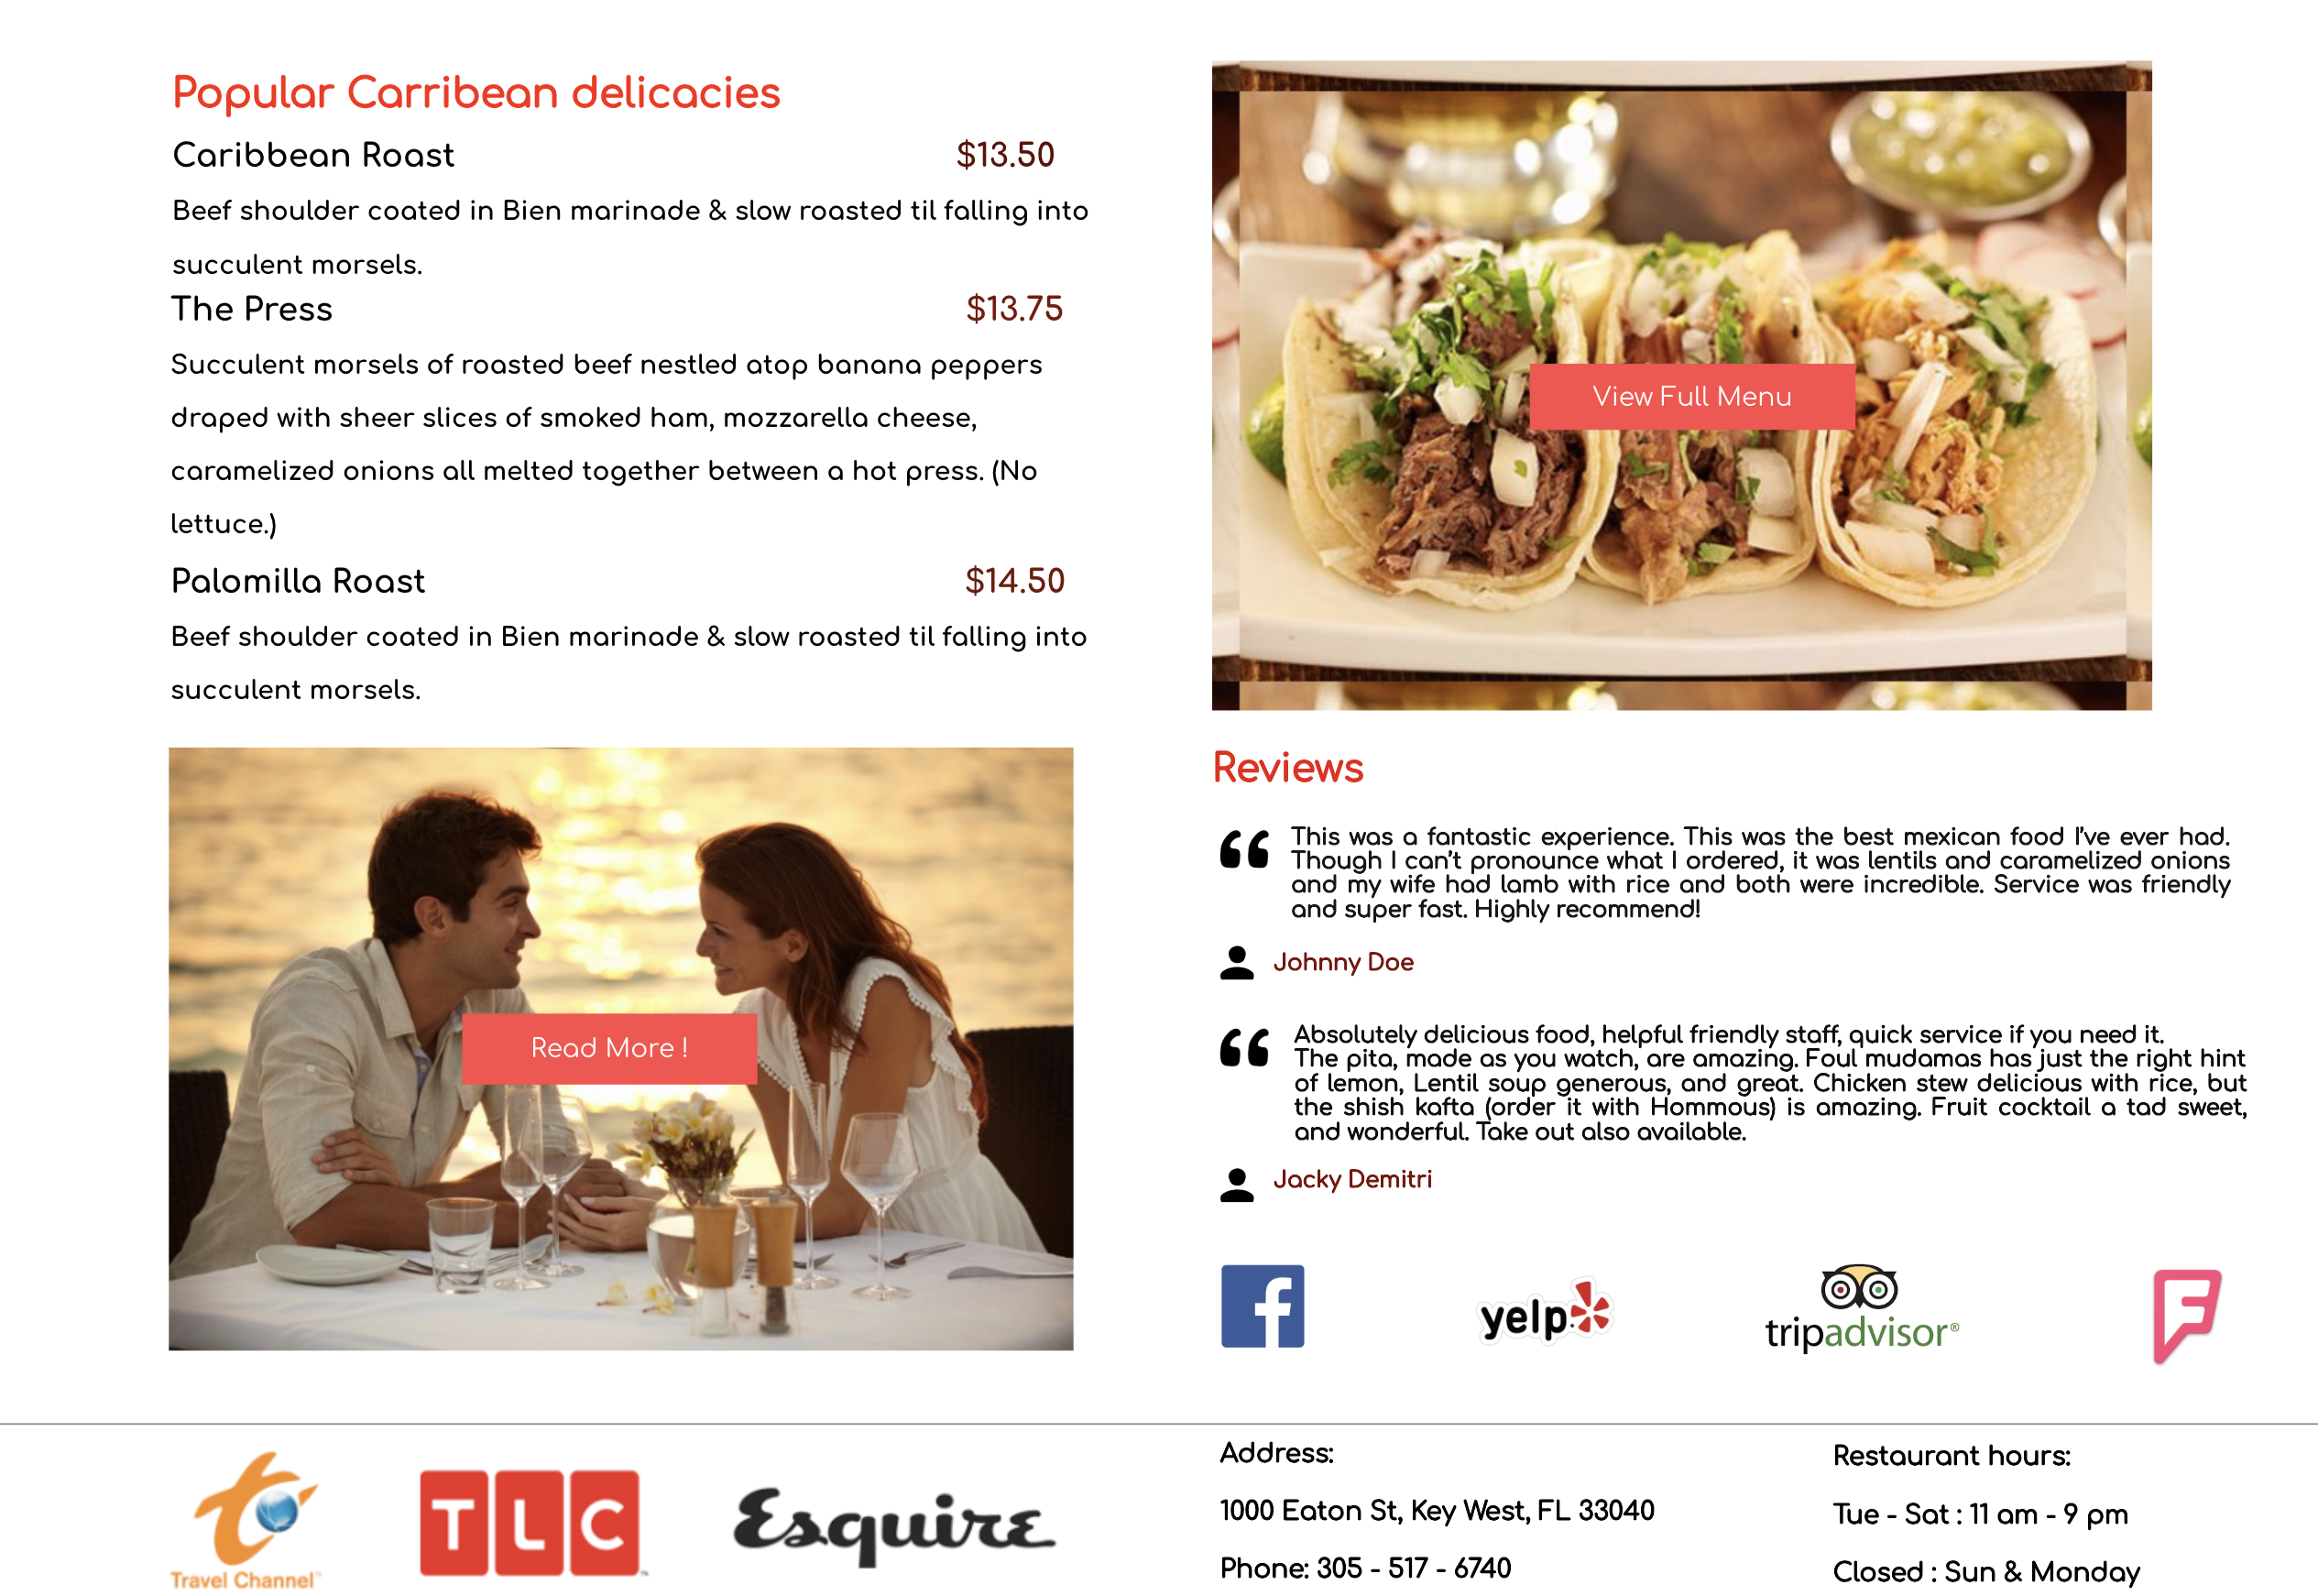 Popular Carribean delicacies
Caribbean Roast $13.50
Beef shoulder coated in Bien marinade & slow roasted til falling into
succulent morsels.
The Press $13.75
Succulent morsels of roasted beef nestled atop banana peppers
draped with sheer slices of smoked ham, mozzarella cheese,
caramelized onions all melted together between a hot press. (No
lettuce.)
Palomilla Roast $14.50
Beef shoulder coated in Bien marinade & slow roasted til falling into
succulent morsels.
View Full Menu
Read More !
Reviews
This was a fantastic experience. This was the best mexican food I've ever had.
Though I can't pronounce what I ordered, it was lentils and caramelized onions
and my wife had lamb with rice and both were incredible. Service was friendly
and super fast. Highly recommend!
Johnny Doe
Absolutely delicious food, helpful friendly staff, quick service if you need it.
The pita, made as you watch, are amazing. Foul mudamas has just the right hint
of lemon, Lentil soup generous, and great. Chicken stew delicious with rice, but
the shish kafta (order it with Hommous) is amazing. Fruit cocktail a tad sweet,
and wonderful. Take out also available.
Jacky Demitri
f
yelp
tripadvisor®
F
Travel Channel
TLC
Esquire
Address:
1000 Eaton St, Key West, FL 33040
Phone: 305 - 517 - 6740
Restaurant hours:
Tue - Sat : 11 am - 9 pm
Closed : Sun & Monday